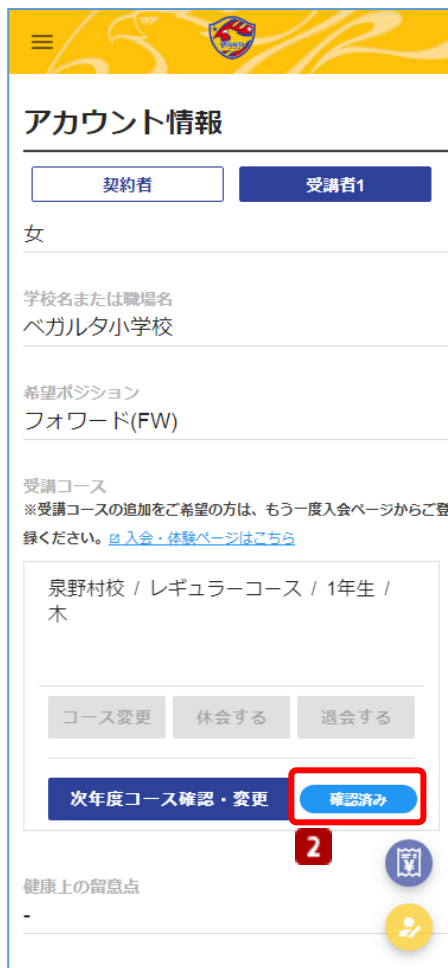 VEGALTA
アカウント情報
契約者
受講者1
女
学校名または職場名
ベガルタ小学校
希望ポジション
フォワード(FW)
受講コース
※受講コースの追加をご希望の方は、もう一度入会ページからご登
録ください。入会・体験ページはこちら
泉野村校 / レギュラーコース / 1年生 /
木
コース変更
休会する
退会する
次年度コース確認・変更
確認済み
2
¥
健康上の留意点
-